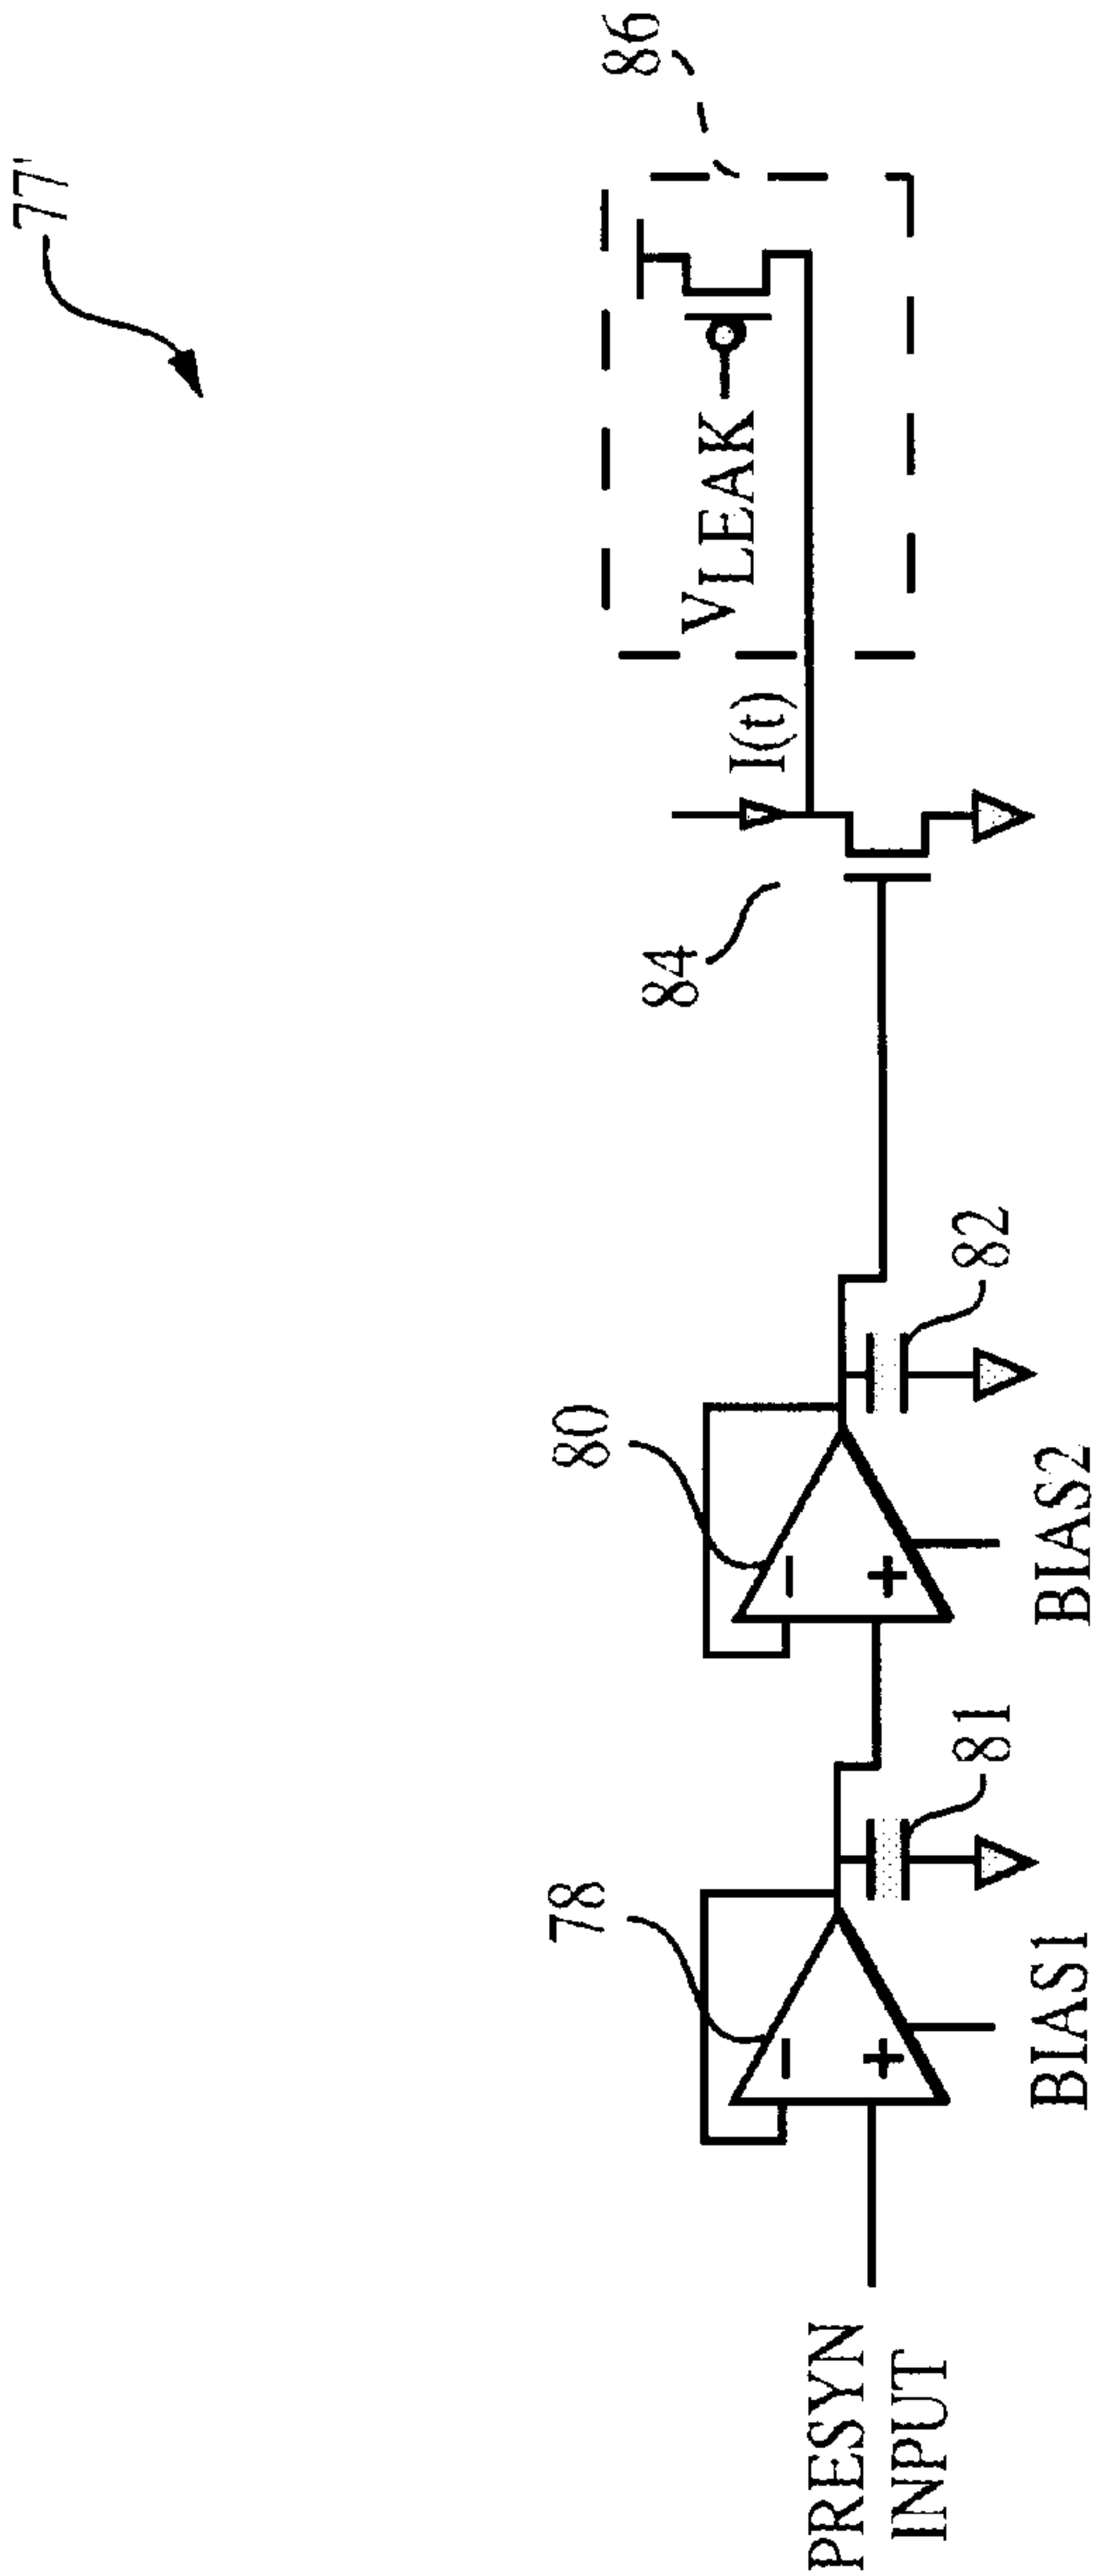 77'
86
VLEAK
I(t)
84
80
82
78
81
BIAS2
BIAS1
PRESYN
INPUT